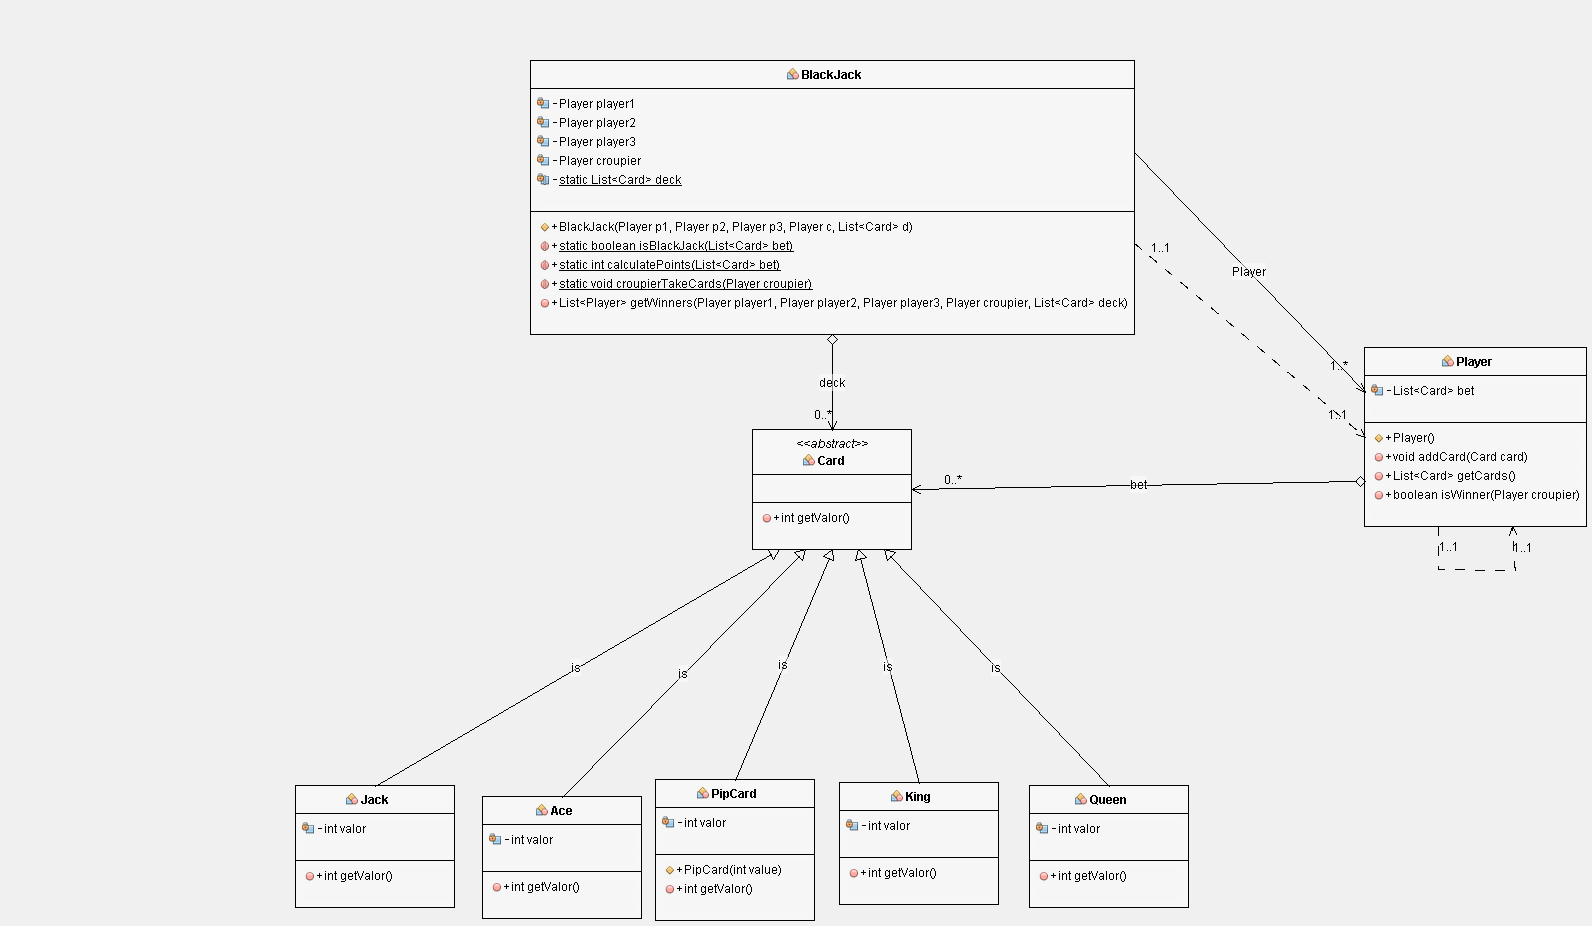 BlackJack
- Player player1
- Player player2
- Player player3
- Player croupier
- static List<Card> deck
+ BlackJack(Player p1, Player p2, Player p3, Player c, List<Card> d)
+ static boolean isBlackJack(List<Card> bet)
+ static int calculatePoints(List<Card> bet)
+ static void croupierTakeCards(Player croupier)
+ List<Player> getWinners(Player player1, Player player2, Player player3, Player croupier, List<Card> deck)
1..1
Player
1..*
1..1
Player
- List<Card> bet
+ Player()
+ void addCard(Card card)
+ List<Card> getCards()
+ boolean isWinner(Player croupier)
1..1
1..1
deck
0..*
<<abstract>>
Card
+ int getValor()
0..*
bet
is
is
is
is
is
Jack
- int valor
+ int getValor()
Ace
- int valor
+ int getValor()
PipCard
- int valor
+ PipCard(int value)
+ int getValor()
King
- int valor
+ int getValor()
Queen
- int valor
+ int getValor()